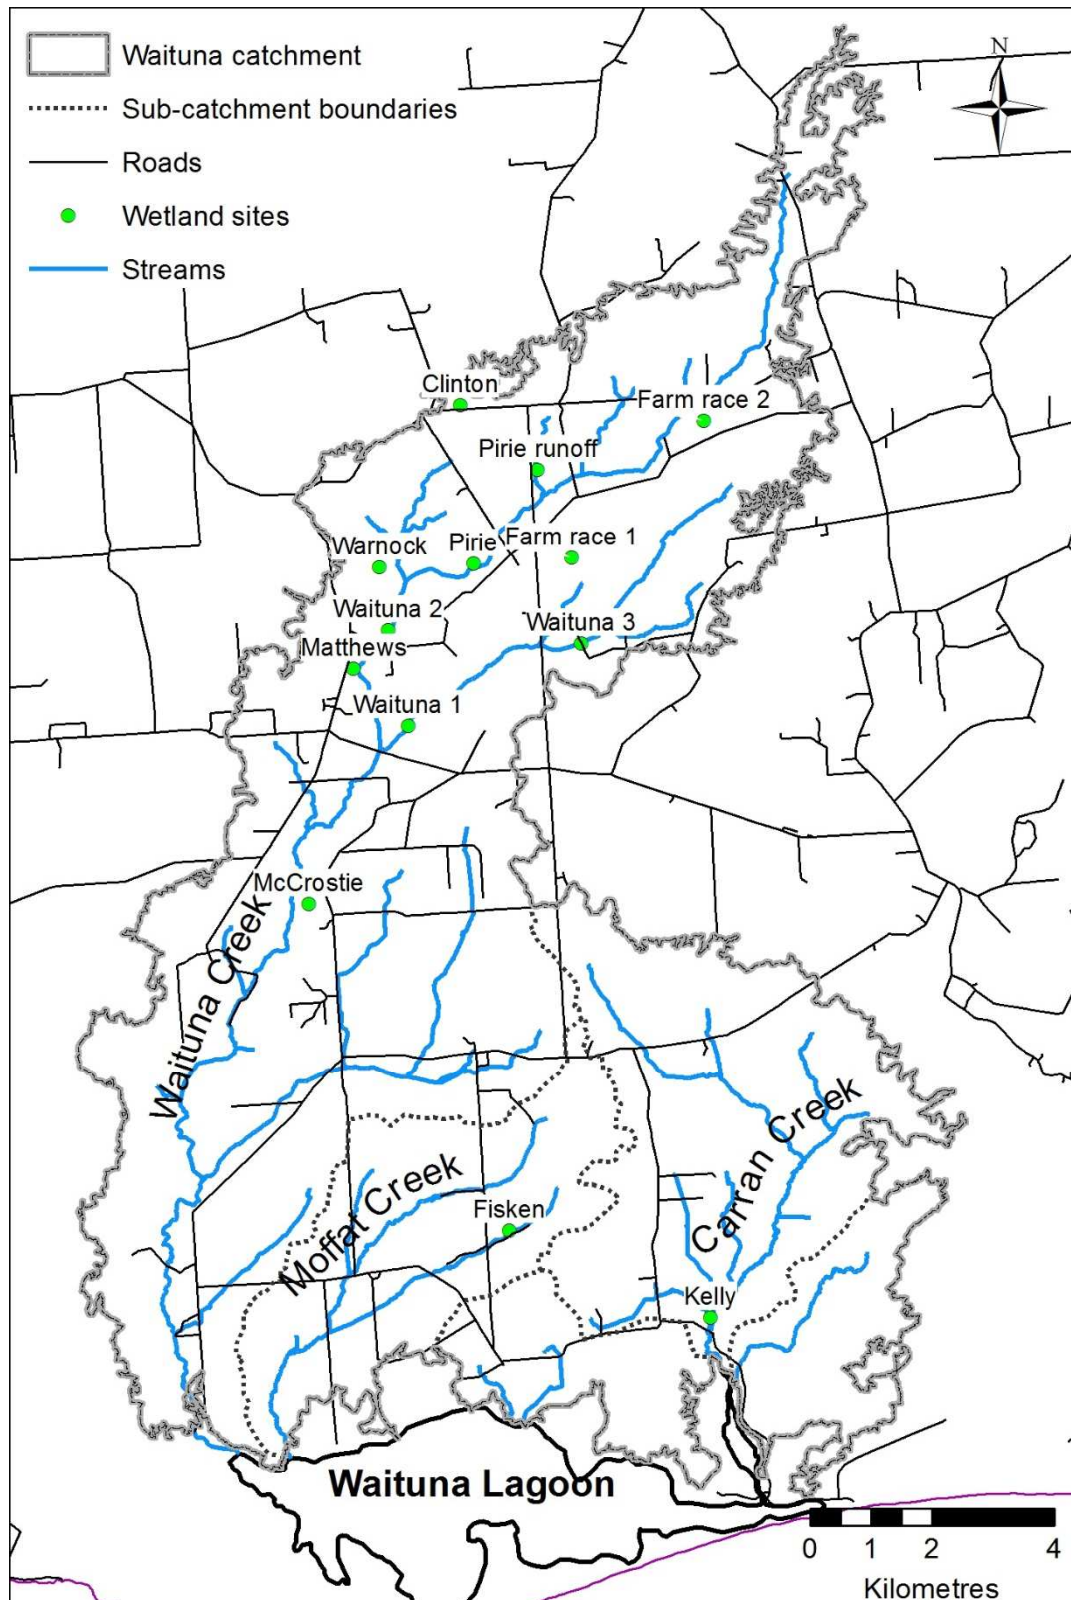 Waituna catchment
N
Sub-catchment boundaries
Roads
Wetland sites
Streams
Clinton
Farm race 2
Pirie runoff
Warnock
Pirie
Farm race 1
Waituna 2
Waituna 3
Matthews
Waituna 1
McCrostie
Waituna Creek
Carran Creek
Moffat Creek
Fisken
Kelly
Waituna Lagoon
0 1 2 4
Kilometres